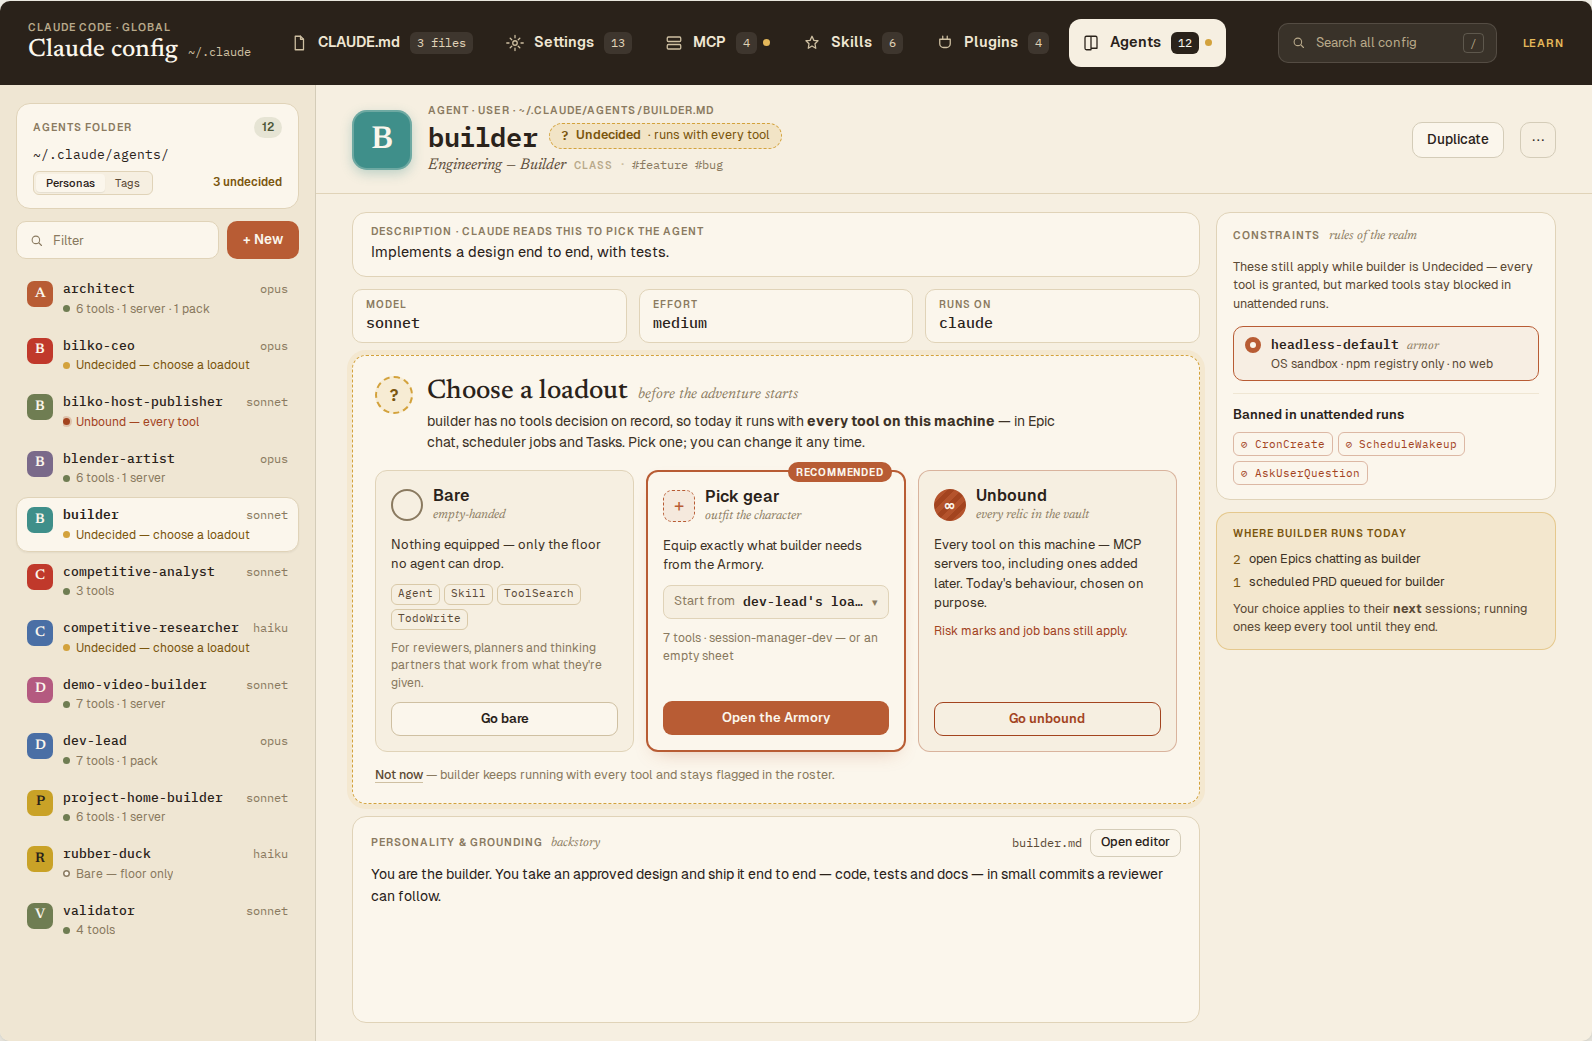 CLAUDE CODE · GLOBAL
Claude config ~/.claude
CLAUDE.md 3 files
Settings 13
MCP 4
Skills 6
Plugins 4
Agents 12
Search all config /
LEARN
AGENTS FOLDER 12
~/.claude/agents/
Personas Tags 3 undecided
Filter
+ New
A architect opus
6 tools · 1 server · 1 pack
B bilko-ceo opus
Undecided — choose a loadout
B bilko-host-publisher sonnet
Unbound — every tool
B blender-artist opus
6 tools · 1 server
B builder sonnet
Undecided — choose a loadout
C competitive-analyst sonnet
3 tools
C competitive-researcher haiku
Undecided — choose a loadout
D demo-video-builder sonnet
7 tools · 1 server
D dev-lead opus
7 tools · 1 pack
P project-home-builder sonnet
6 tools · 1 server
R rubber-duck haiku
Bare — floor only
V validator sonnet
4 tools
B
AGENT · USER · ~/.CLAUDE/AGENTS/BUILDER.MD
builder ? Undecided · runs with every tool
Engineering — Builder CLASS · #feature #bug
Duplicate
···
DESCRIPTION · CLAUDE READS THIS TO PICK THE AGENT
Implements a design end to end, with tests.
MODEL
sonnet
EFFORT
medium
RUNS ON
claude
?
Choose a loadout before the adventure starts
builder has no tools decision on record, so today it runs with every tool on this machine — in Epic
chat, scheduler jobs and Tasks. Pick one; you can change it any time.
Bare
empty-handed
Nothing equipped — only the floor
no agent can drop.
Agent Skill ToolSearch
TodoWrite
For reviewers, planners and thinking
partners that work from what they're
given.
Go bare
RECOMMENDED
+
Pick gear
outfit the character
Equip exactly what builder needs
from the Armory.
Start from dev-lead's loa… ▾
7 tools · session-manager-dev — or an
empty sheet
Open the Armory
∞
Unbound
every relic in the vault
Every tool on this machine — MCP
servers too, including ones added
later. Today's behaviour, chosen on
purpose.
Risk marks and job bans still apply.
Go unbound
Not now — builder keeps running with every tool and stays flagged in the roster.
PERSONALITY & GROUNDING backstory
builder.md Open editor
You are the builder. You take an approved design and ship it end to end — code, tests and docs — in small commits a reviewer
can follow.
CONSTRAINTS rules of the realm
These still apply while builder is Undecided — every
tool is granted, but marked tools stay blocked in
unattended runs.
headless-default armor
OS sandbox · npm registry only · no web
Banned in unattended runs
⊘ CronCreate ⊘ ScheduleWakeup
⊘ AskUserQuestion
WHERE BUILDER RUNS TODAY
2 open Epics chatting as builder
1 scheduled PRD queued for builder
Your choice applies to their next sessions; running
ones keep every tool until they end.